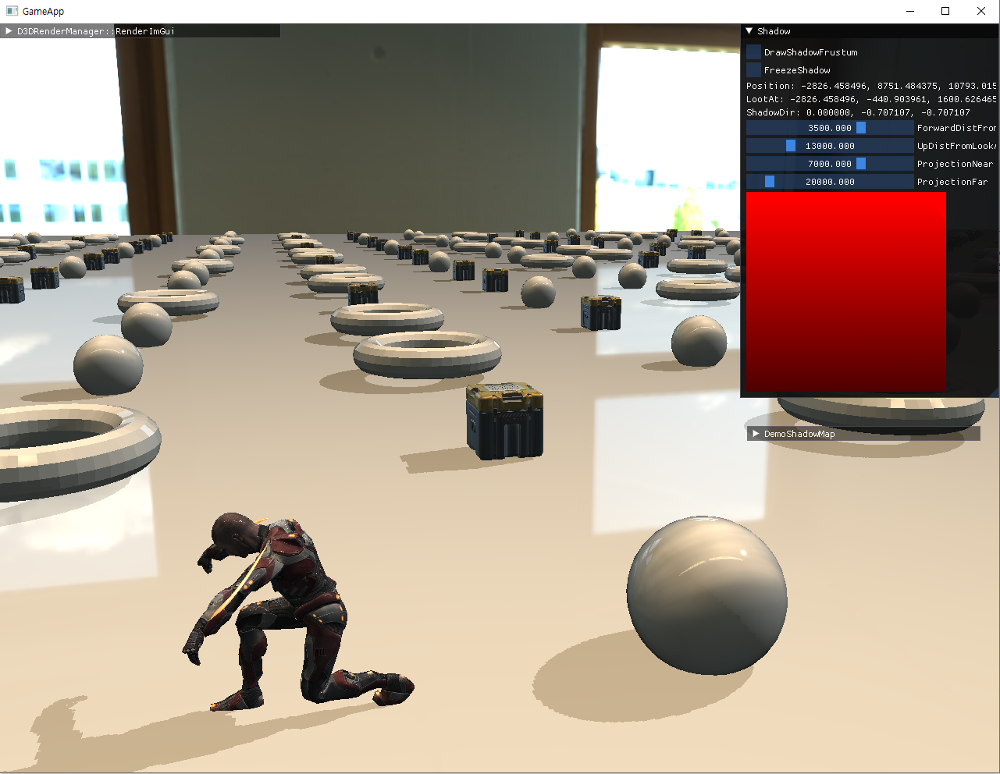 GameApp
D3DRenderManager::RenderImGui
Shadow
DrawShadowFrustum
FreezeShadow
Position: -2826.458496, 8751.484375, 10793.015
LootAt: -2826.458496, -440.903961, 1600.626465
ShadowDir: 0.000000, -0.707107, -0.707107
3500.000 ForwardDistFrom
13000.000 UpDistFromLookA
7000.000 ProjectionNear
20000.000 ProjectionFar
DemoShadowMap